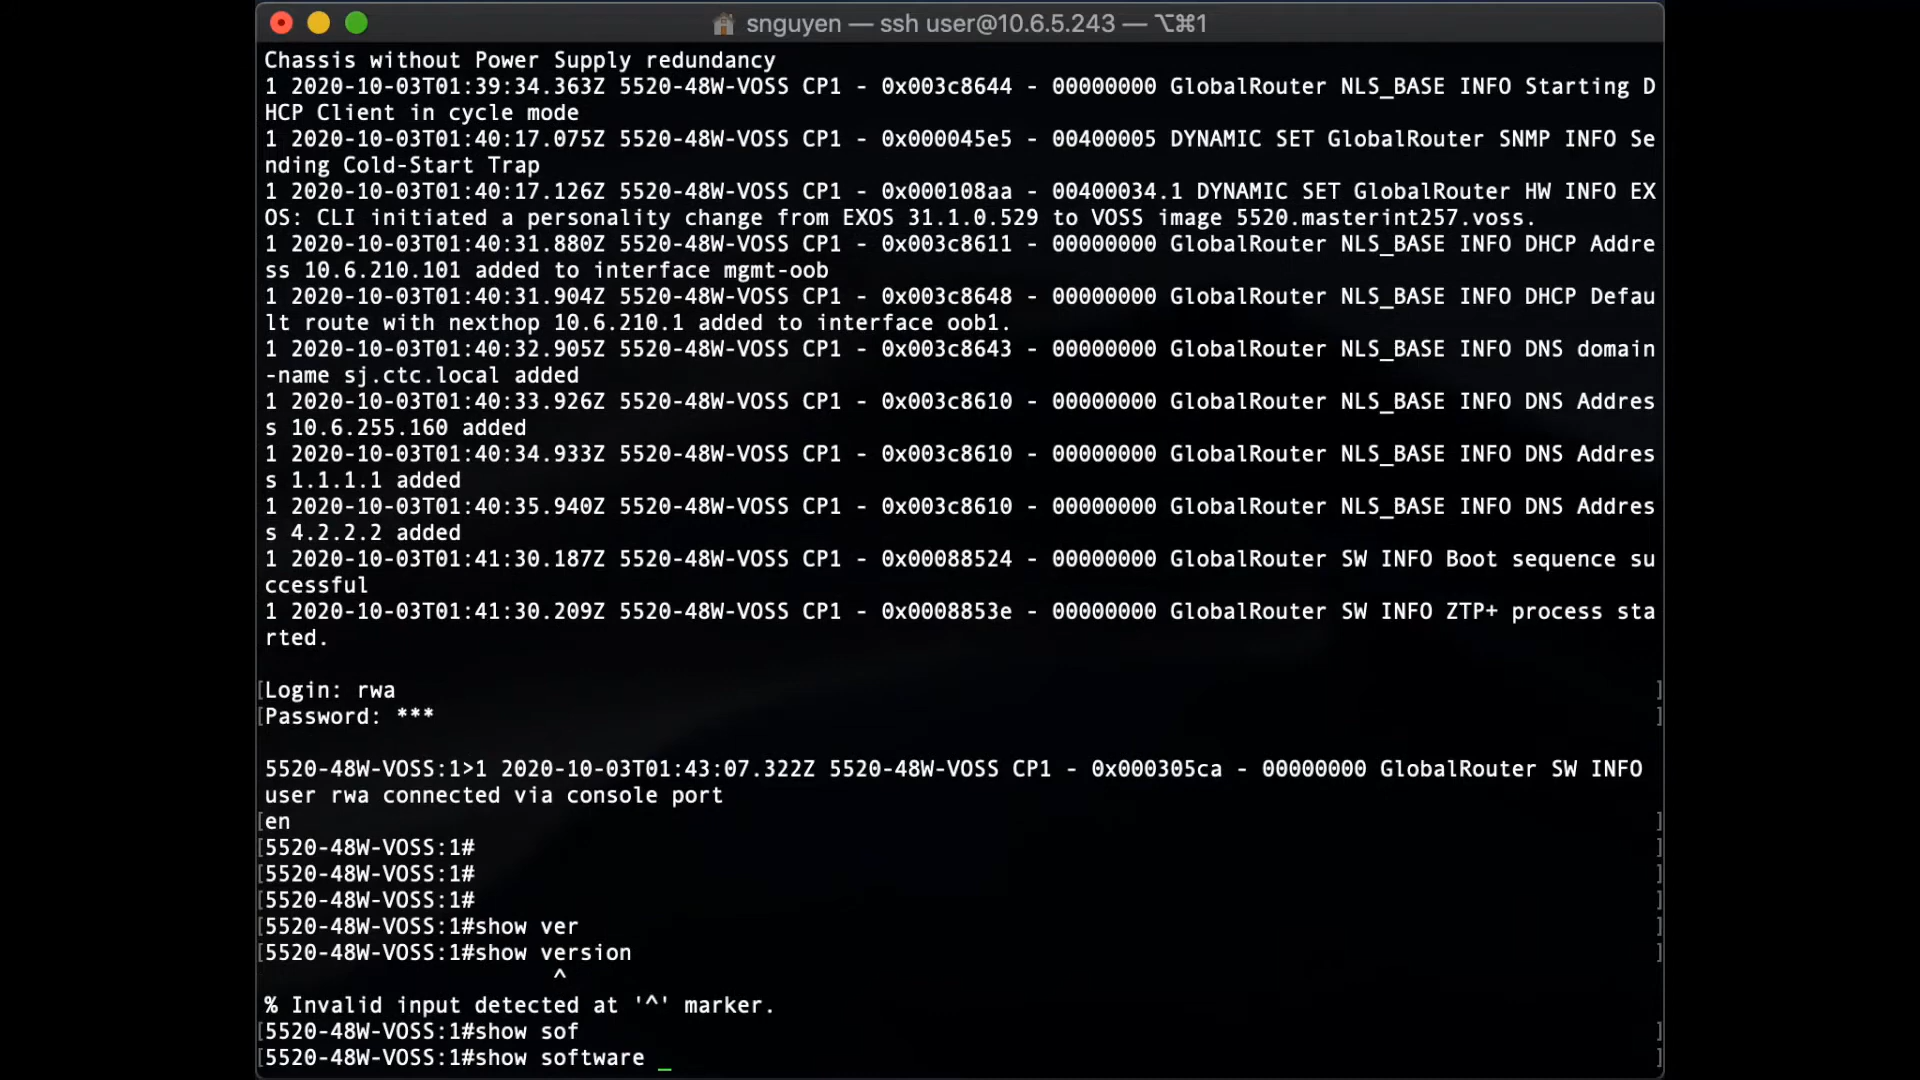 snguyen — ssh user@10.6.5.243 — ⌥⌘1
Chassis without Power Supply redundancy
1 2020-10-03T01:39:34.363Z 5520-48W-VOSS CP1 - 0x003c8644 - 00000000 GlobalRouter NLS_BASE INFO Starting D
HCP Client in cycle mode
1 2020-10-03T01:40:17.075Z 5520-48W-VOSS CP1 - 0x000045e5 - 00400005 DYNAMIC SET GlobalRouter SNMP INFO Se
nding Cold-Start Trap
1 2020-10-03T01:40:17.126Z 5520-48W-VOSS CP1 - 0x000108aa - 00400034.1 DYNAMIC SET GlobalRouter HW INFO EX
OS: CLI initiated a personality change from EXOS 31.1.0.529 to VOSS image 5520.masterint257.voss.
1 2020-10-03T01:40:31.880Z 5520-48W-VOSS CP1 - 0x003c8611 - 00000000 GlobalRouter NLS_BASE INFO DHCP Addre
ss 10.6.210.101 added to interface mgmt-oob
1 2020-10-03T01:40:31.904Z 5520-48W-VOSS CP1 - 0x003c8648 - 00000000 GlobalRouter NLS_BASE INFO DHCP Defau
lt route with nexthop 10.6.210.1 added to interface oob1.
1 2020-10-03T01:40:32.905Z 5520-48W-VOSS CP1 - 0x003c8643 - 00000000 GlobalRouter NLS_BASE INFO DNS domain
-name sj.ctc.local added
1 2020-10-03T01:40:33.926Z 5520-48W-VOSS CP1 - 0x003c8610 - 00000000 GlobalRouter NLS_BASE INFO DNS Addres
s 10.6.255.160 added
1 2020-10-03T01:40:34.933Z 5520-48W-VOSS CP1 - 0x003c8610 - 00000000 GlobalRouter NLS_BASE INFO DNS Addres
s 1.1.1.1 added
1 2020-10-03T01:40:35.940Z 5520-48W-VOSS CP1 - 0x003c8610 - 00000000 GlobalRouter NLS_BASE INFO DNS Addres
s 4.2.2.2 added
1 2020-10-03T01:41:30.187Z 5520-48W-VOSS CP1 - 0x00088524 - 00000000 GlobalRouter SW INFO Boot sequence su
ccessful
1 2020-10-03T01:41:30.209Z 5520-48W-VOSS CP1 - 0x0008853e - 00000000 GlobalRouter SW INFO ZTP+ process sta
rted.
[Login: rwa ]
[Password: *** ]
5520-48W-VOSS:1>1 2020-10-03T01:43:07.322Z 5520-48W-VOSS CP1 - 0x000305ca - 00000000 GlobalRouter SW INFO
user rwa connected via console port
[en ]
[5520-48W-VOSS:1# ]
[5520-48W-VOSS:1# ]
[5520-48W-VOSS:1# ]
[5520-48W-VOSS:1#show ver ]
[5520-48W-VOSS:1#show version ]
^
% Invalid input detected at '^' marker.
[5520-48W-VOSS:1#show sof ]
[5520-48W-VOSS:1#show software _ ]